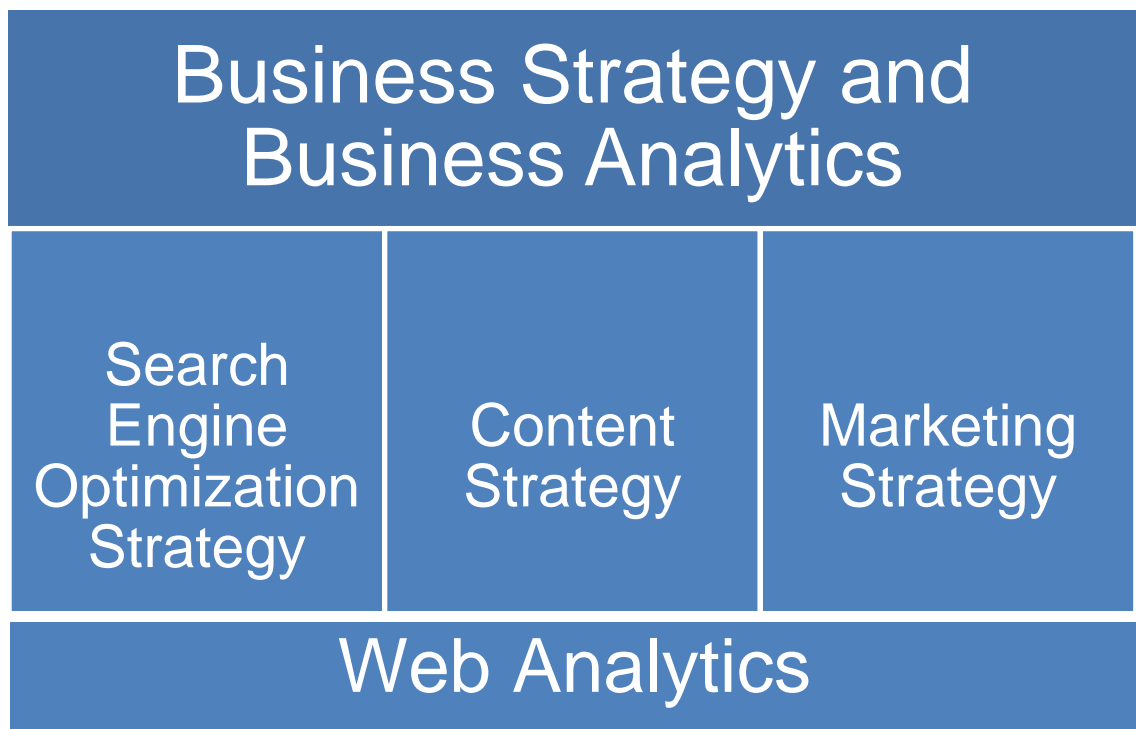 Business Strategy and
Business Analytics
Search
Engine
Optimization
Strategy
Content
Strategy
Marketing
Strategy
Web Analytics